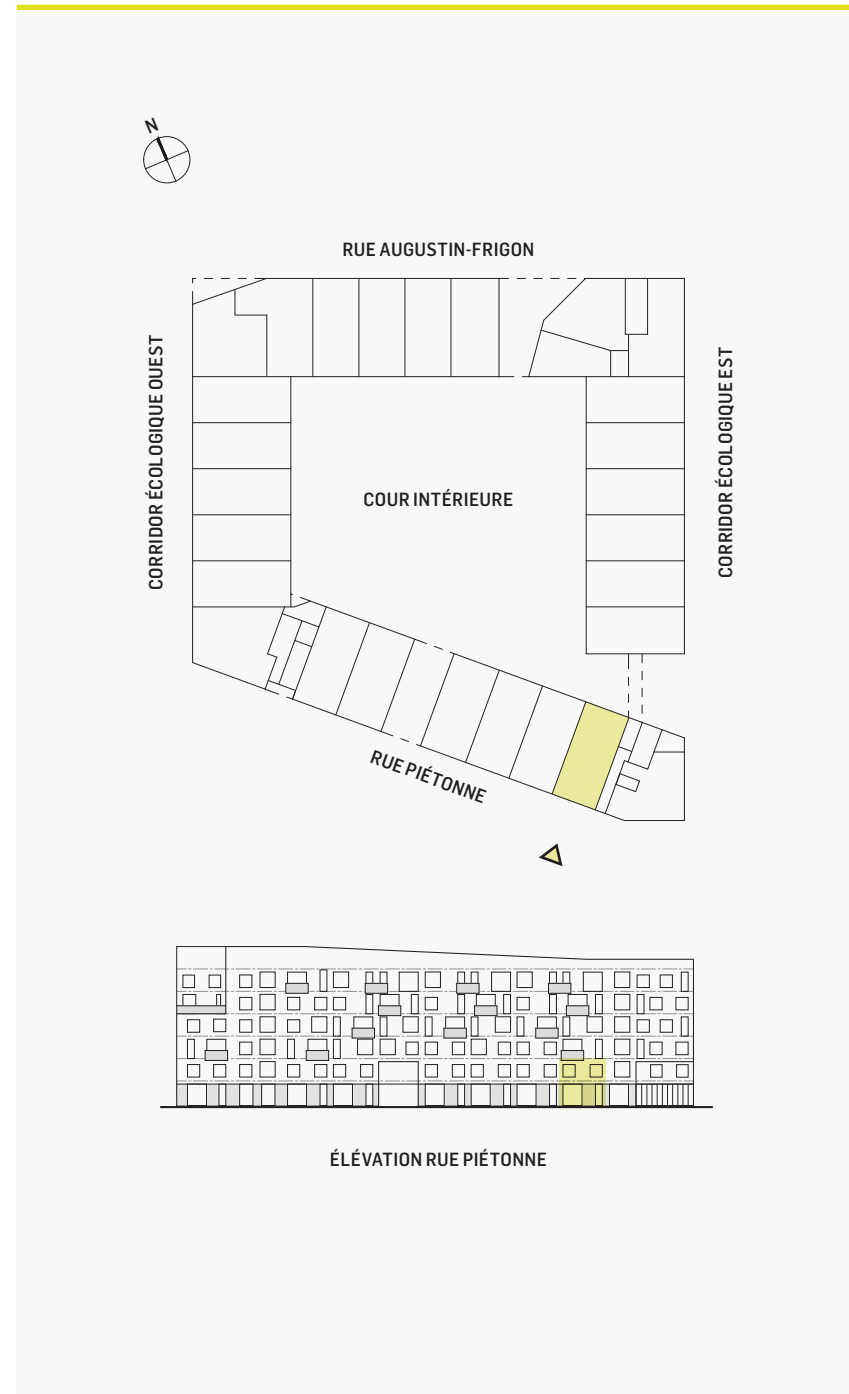 N
RUE AUGUSTIN-FRIGON
CORRIDOR ÉCOLOGIQUE OUEST
CORRIDOR ÉCOLOGIQUE EST
COUR INTÉRIEURE
RUE PIÉTONNE
ÉLÉVATION RUE PIÉTONNE